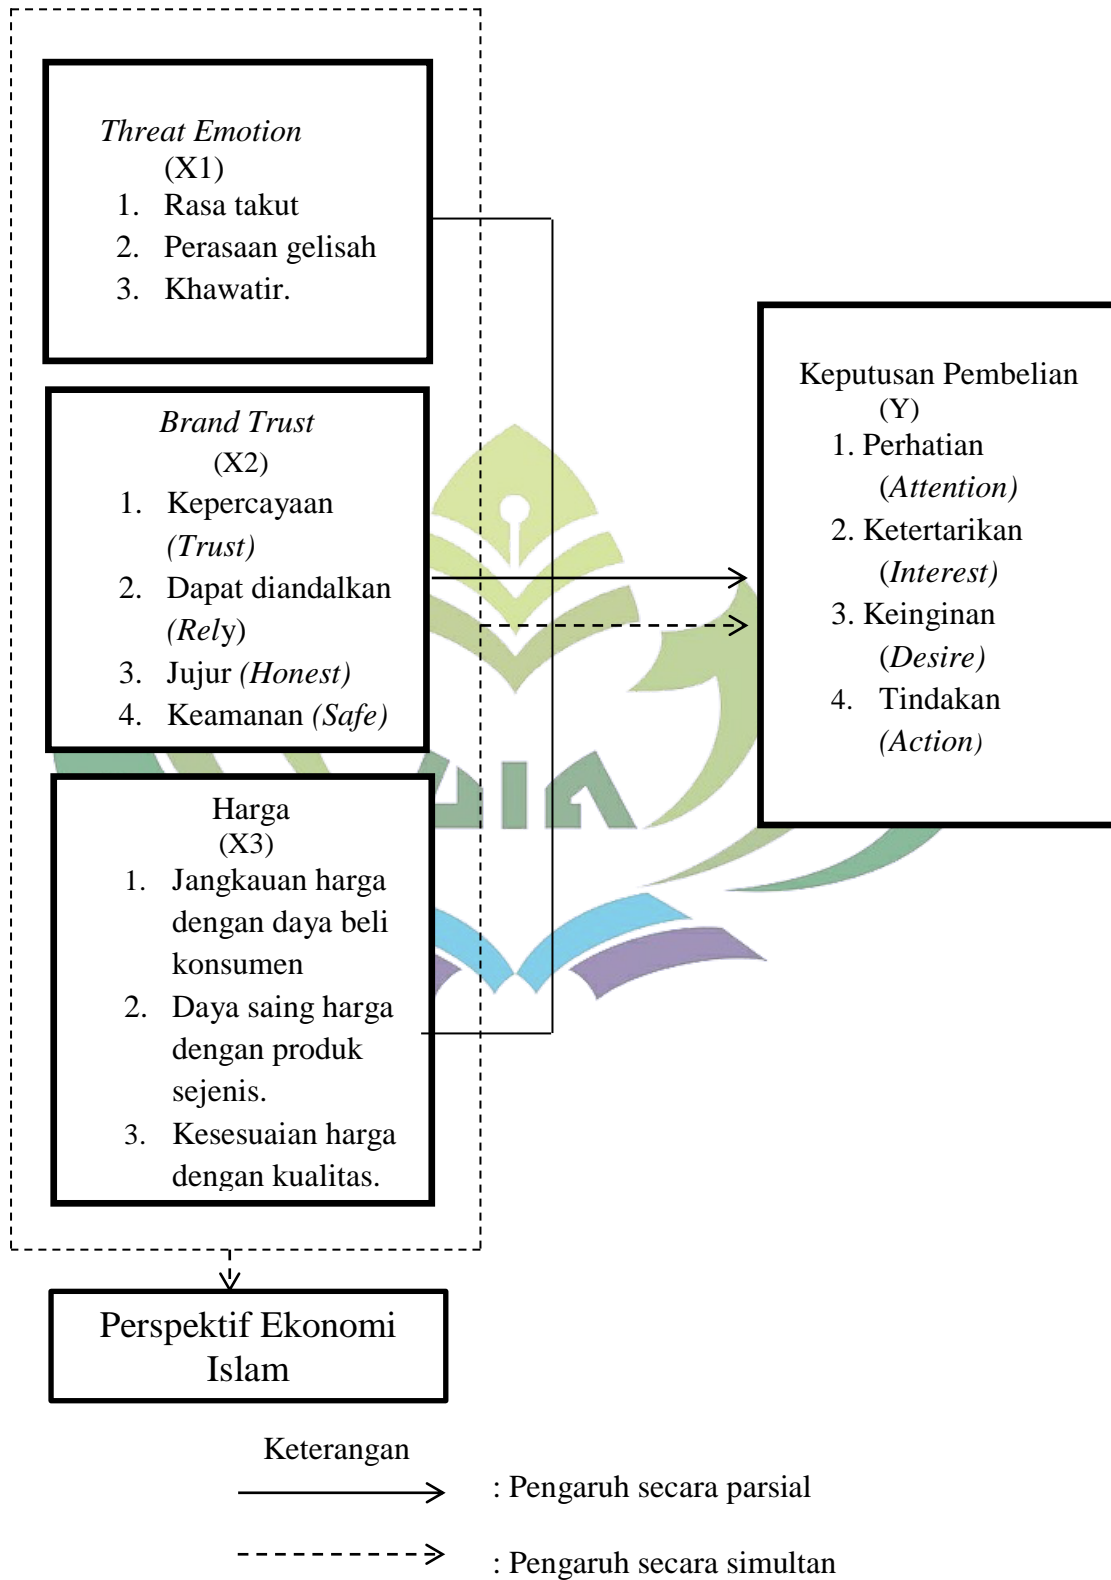 Threat Emotion
(X1)
1. Rasa takut
2. Perasaan gelisah
3. Khawatir.
Brand Trust
(X2)
1. Kepercayaan
(Trust)
2. Dapat diandalkan
(Rely)
3. Jujur (Honest)
4. Keamanan (Safe)
Harga
(X3)
1. Jangkauan harga
dengan daya beli
konsumen
2. Daya saing harga
dengan produk
sejenis.
3. Kesesuaian harga
dengan kualitas.
Keputusan Pembelian
(Y)
1. Perhatian
(Attention)
2. Ketertarikan
(Interest)
3. Keinginan
(Desire)
4. Tindakan
(Action)
Perspektif Ekonomi
Islam
Keterangan
: Pengaruh secara parsial
: Pengaruh secara simultan